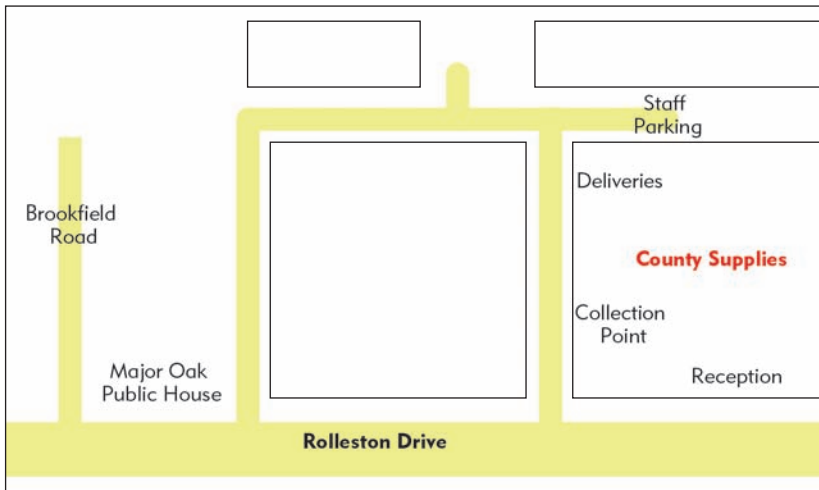 Staff
Parking
Deliveries
Brookfield
Road
County Supplies
Collection
Point
Major Oak
Public House
Reception
Rolleston Drive